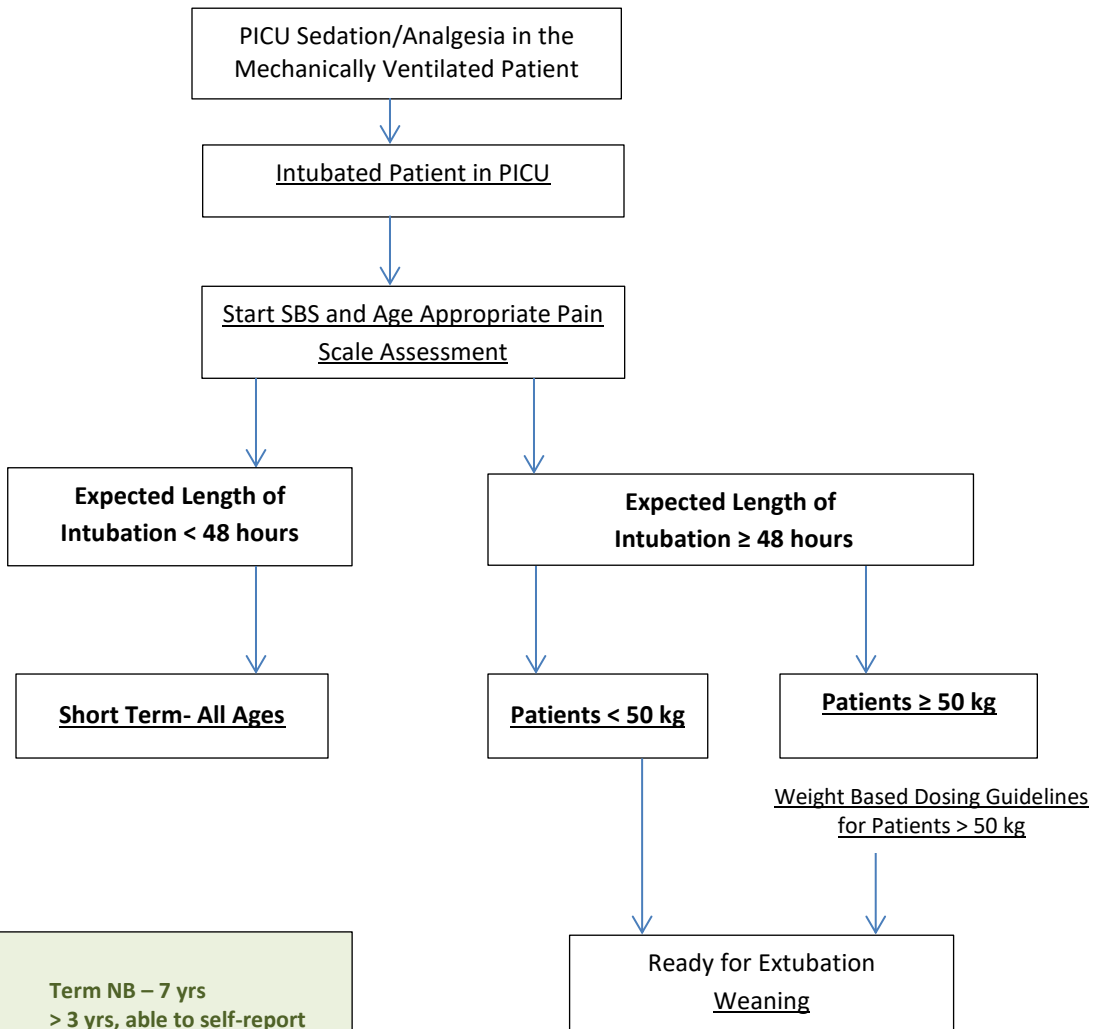 PICU Sedation/Analgesia in the
Mechanically Ventilated Patient
Intubated Patient in PICU
Start SBS and Age Appropriate Pain
Scale Assessment
Expected Length of
Intubation < 48 hours
Expected Length of
Intubation ≥ 48 hours
Short Term- All Ages
Patients < 50 kg
Patients ≥ 50 kg
Weight Based Dosing Guidelines
for Patients > 50 kg
Ready for Extubation
Weaning
Term NB – 7 yrs
> 3 yrs, able to self-report